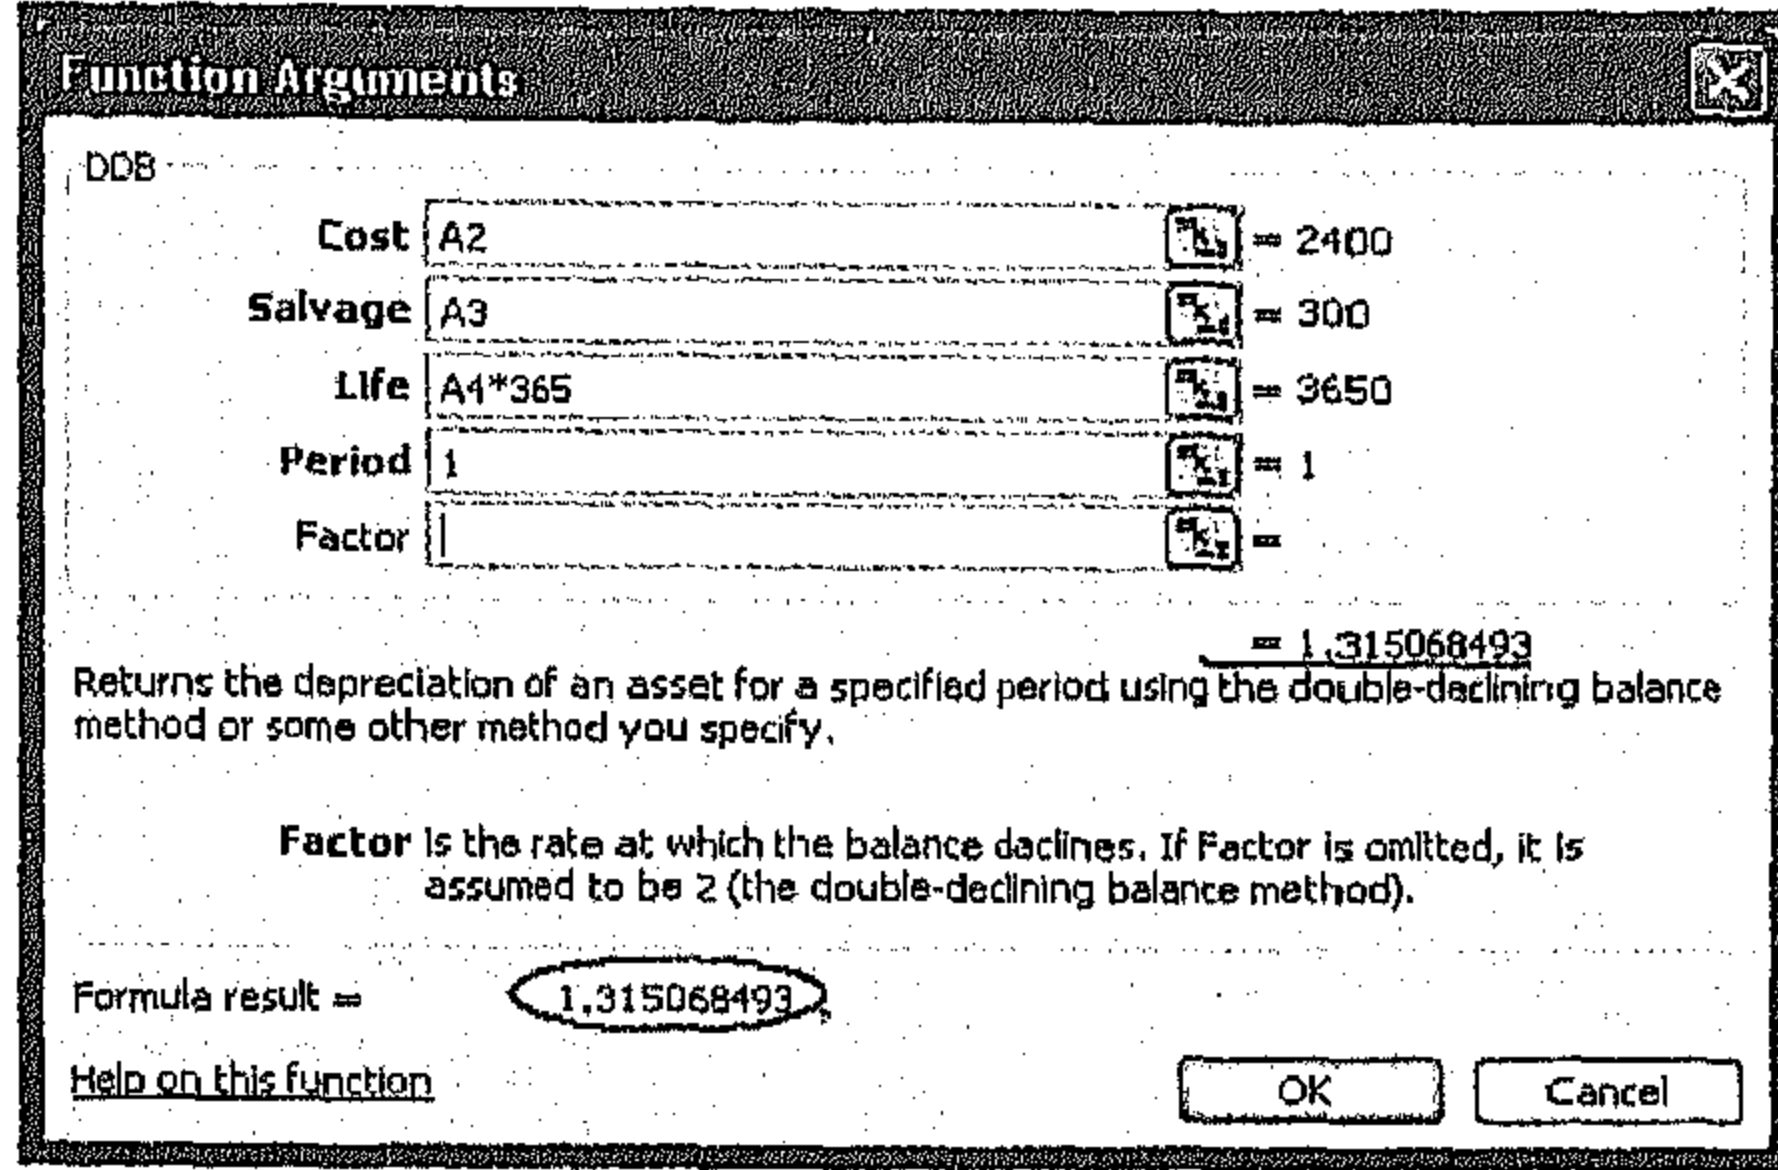 Function Arguments
DDB
Cost A2 = 2400
Salvage A3 = 300
Life A4*365 = 3650
Period 1 = 1
Factor =
= 1.315068493
Returns the depreciation of an asset for a specified period using the double-declining balance
method or some other method you specify.
Factor is the rate at which the balance daclines. If Factor is omitted, it is
assumed to be 2 (the double-declining balance method).
Formula result = 1.315068493
Help on this function
OK Cancel